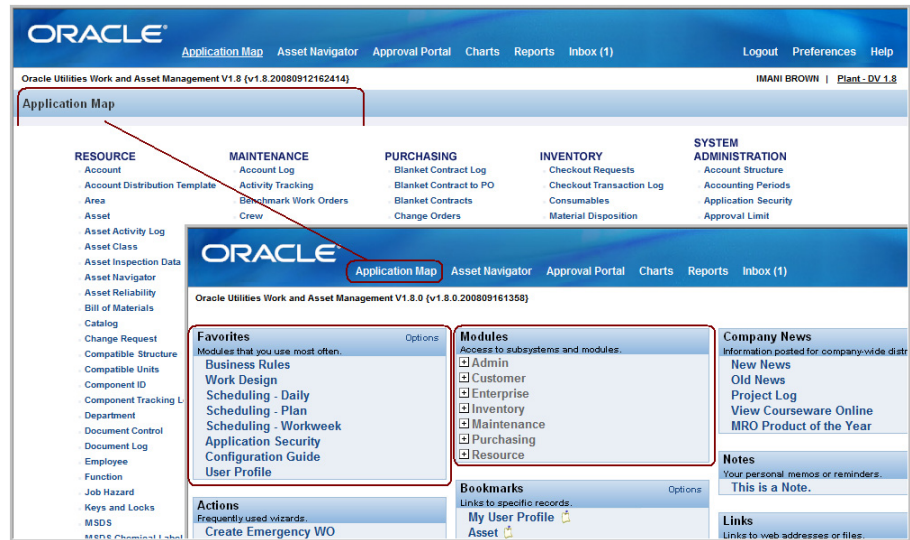 ORACLE®
Application Map Asset Navigator Approval Portal Charts Reports Inbox (1) Logout Preferences Help
Oracle Utilities Work and Asset Management V1.8 {v1.8.20080912162414} IMANI BROWN | Plant - DV 1.8
Application Map
RESOURCE
Account
Account Distribution Template
Area
Asset
Asset Activity Log
Asset Class
Asset Inspection Data
Asset Navigator
Asset Reliability
Bill of Materials
Catalog
Change Request
Compatible Structure
Compatible Units
Component ID
Component Tracking L
Department
Document Control
Document Log
Employee
Function
Job Hazard
Keys and Locks
MSDS
MSDS Chemical Label
MAINTENANCE
Account Log
Activity Tracking
Benchmark Work Orders
Crew
PURCHASING
Blanket Contract Log
Blanket Contract to PO
Blanket Contracts
Change Orders
INVENTORY
Checkout Requests
Checkout Transaction Log
Consumables
Material Disposition
SYSTEM
ADMINISTRATION
Account Structure
Accounting Periods
Application Security
Approval Limit
ORACLE
Application Map Asset Navigator Approval Portal Charts Reports Inbox (1)
Oracle Utilities Work and Asset Management V1.8.0 {v1.8.0.200809161358}
Favorites Options
Modules that you use most often.
Business Rules
Work Design
Scheduling - Daily
Scheduling - Plan
Scheduling - Workweek
Application Security
Configuration Guide
User Profile
Actions
Frequently used wizards.
Create Emergency WO
Modules
Access to subsystems and modules.
Admin
Customer
Enterprise
Inventory
Maintenance
Purchasing
Resource
Bookmarks Options
Links to specific records.
My User Profile
Asset
Company News
Information posted for company-wide distr
New News
Old News
Project Log
View Courseware Online
MRO Product of the Year
Notes
Your personal memos or reminders.
This is a Note.
Links
Links to web addresses or files.